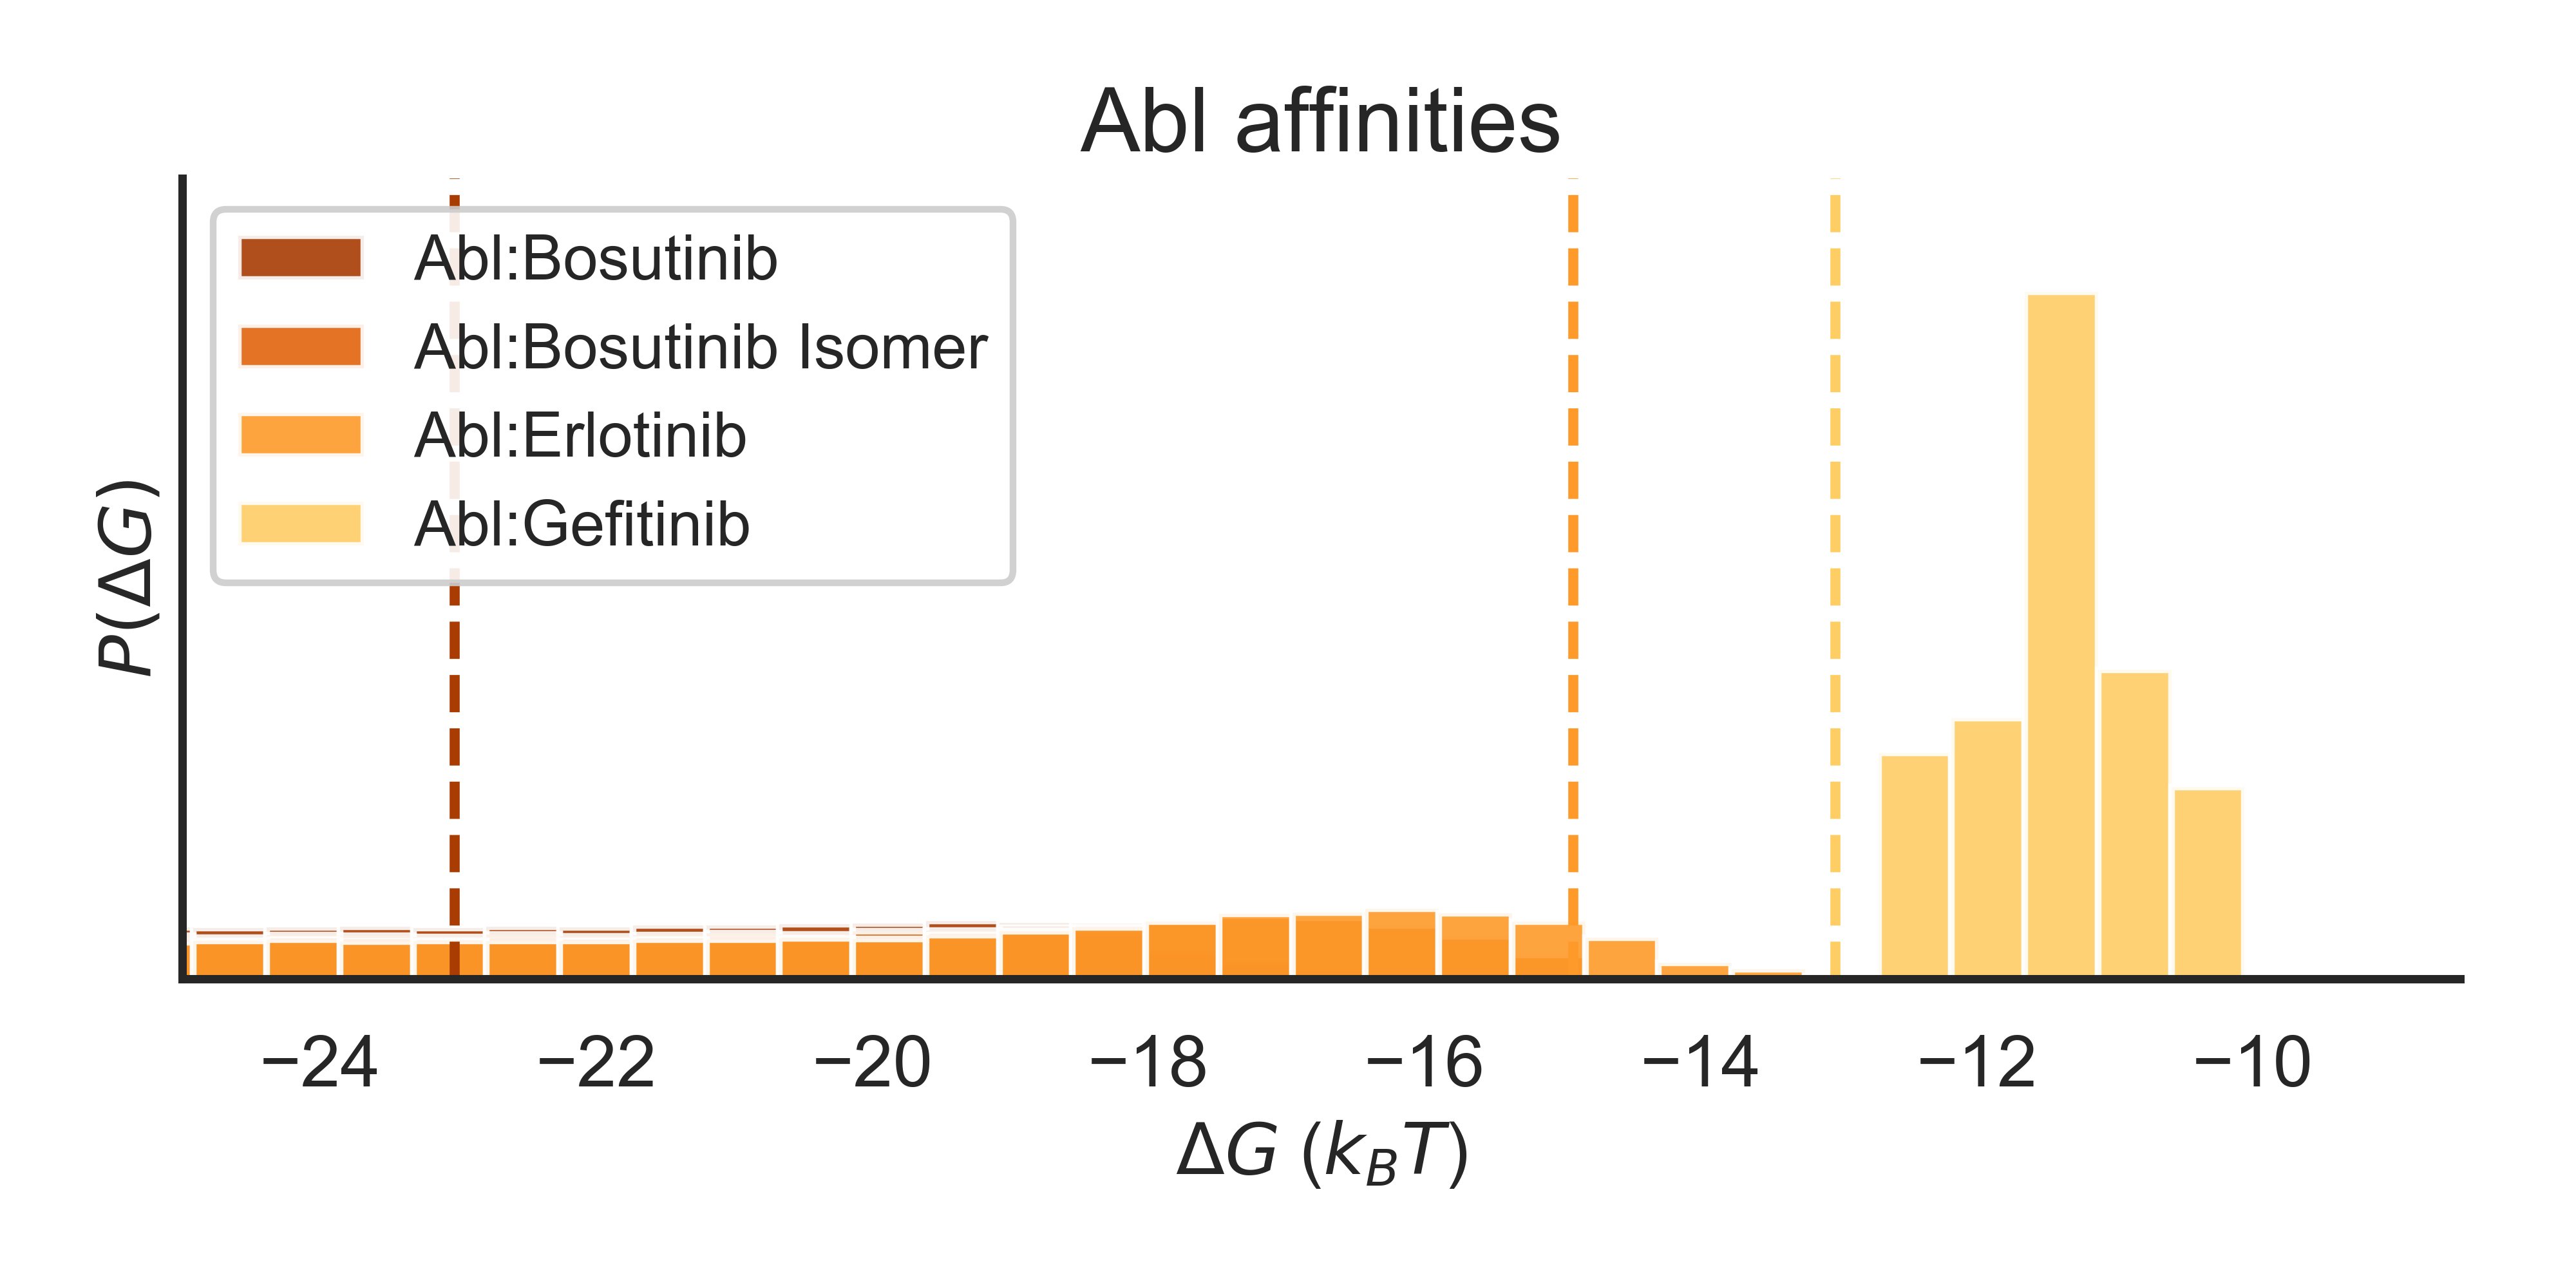 Abl affinities
Abl:Bosutinib
Abl:Bosutinib Isomer
Abl:Erlotinib
Abl:Gefitinib
P(ΔG)
−24 −22 −20 −18 −16 −14 −12 −10
ΔG (k_BT)